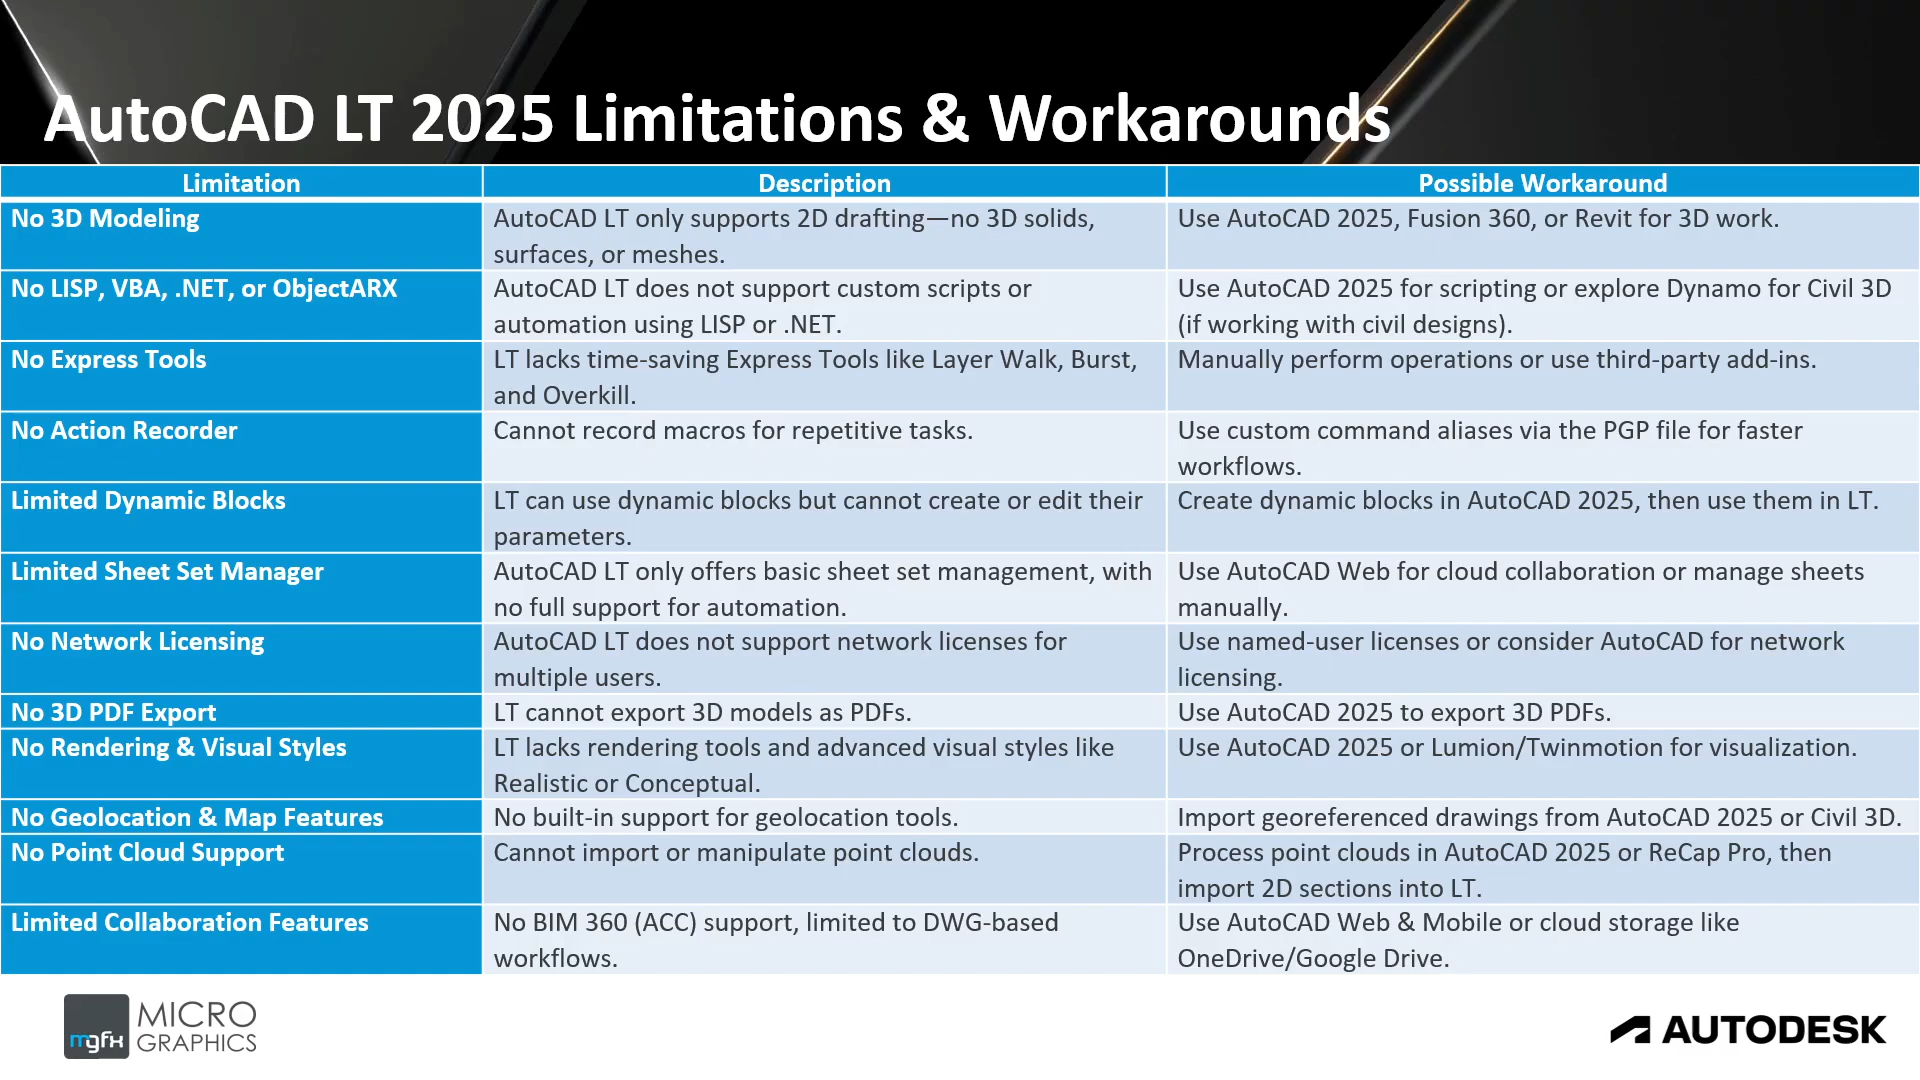 AutoCAD LT 2025 Limitations & Workarounds
Limitation
Description
Possible Workaround
No 3D Modeling
AutoCAD LT only supports 2D drafting—no 3D solids,
surfaces, or meshes.
Use AutoCAD 2025, Fusion 360, or Revit for 3D work.
No LISP, VBA, .NET, or ObjectARX
AutoCAD LT does not support custom scripts or
automation using LISP or .NET.
Use AutoCAD 2025 for scripting or explore Dynamo for Civil 3D
(if working with civil designs).
No Express Tools
LT lacks time-saving Express Tools like Layer Walk, Burst,
and Overkill.
Manually perform operations or use third-party add-ins.
No Action Recorder
Cannot record macros for repetitive tasks.
Use custom command aliases via the PGP file for faster
workflows.
Limited Dynamic Blocks
LT can use dynamic blocks but cannot create or edit their
parameters.
Create dynamic blocks in AutoCAD 2025, then use them in LT.
Limited Sheet Set Manager
AutoCAD LT only offers basic sheet set management, with
no full support for automation.
Use AutoCAD Web for cloud collaboration or manage sheets
manually.
No Network Licensing
AutoCAD LT does not support network licenses for
multiple users.
Use named-user licenses or consider AutoCAD for network
licensing.
No 3D PDF Export
LT cannot export 3D models as PDFs.
Use AutoCAD 2025 to export 3D PDFs.
No Rendering & Visual Styles
LT lacks rendering tools and advanced visual styles like
Realistic or Conceptual.
Use AutoCAD 2025 or Lumion/Twinmotion for visualization.
No Geolocation & Map Features
No built-in support for geolocation tools.
Import georeferenced drawings from AutoCAD 2025 or Civil 3D.
No Point Cloud Support
Cannot import or manipulate point clouds.
Process point clouds in AutoCAD 2025 or ReCap Pro, then
import 2D sections into LT.
Limited Collaboration Features
No BIM 360 (ACC) support, limited to DWG-based
workflows.
Use AutoCAD Web & Mobile or cloud storage like
OneDrive/Google Drive.
mgfx
MICRO
GRAPHICS
AUTODESK